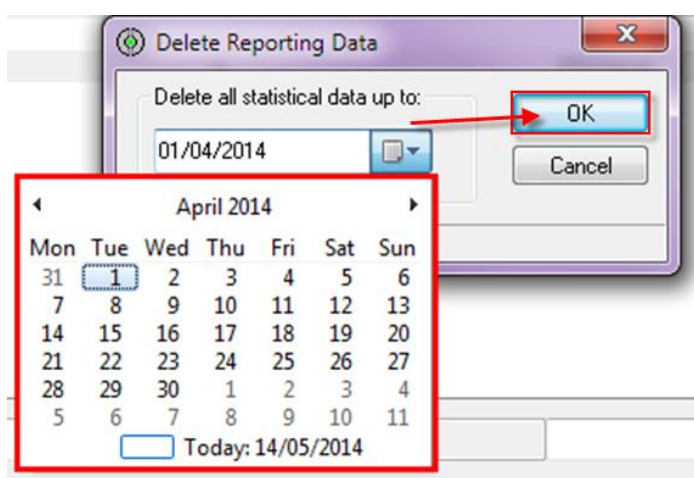 Delete Reporting Data
Delete all statistical data up to:
01/04/2014
OK
Cancel
April 2014
Mon Tue Wed Thu Fri Sat Sun
31 1 2 3 4 5 6
7 8 9 10 11 12 13
14 15 16 17 18 19 20
21 22 23 24 25 26 27
28 29 30 1 2 3 4
5 6 7 8 9 10 11
Today: 14/05/2014